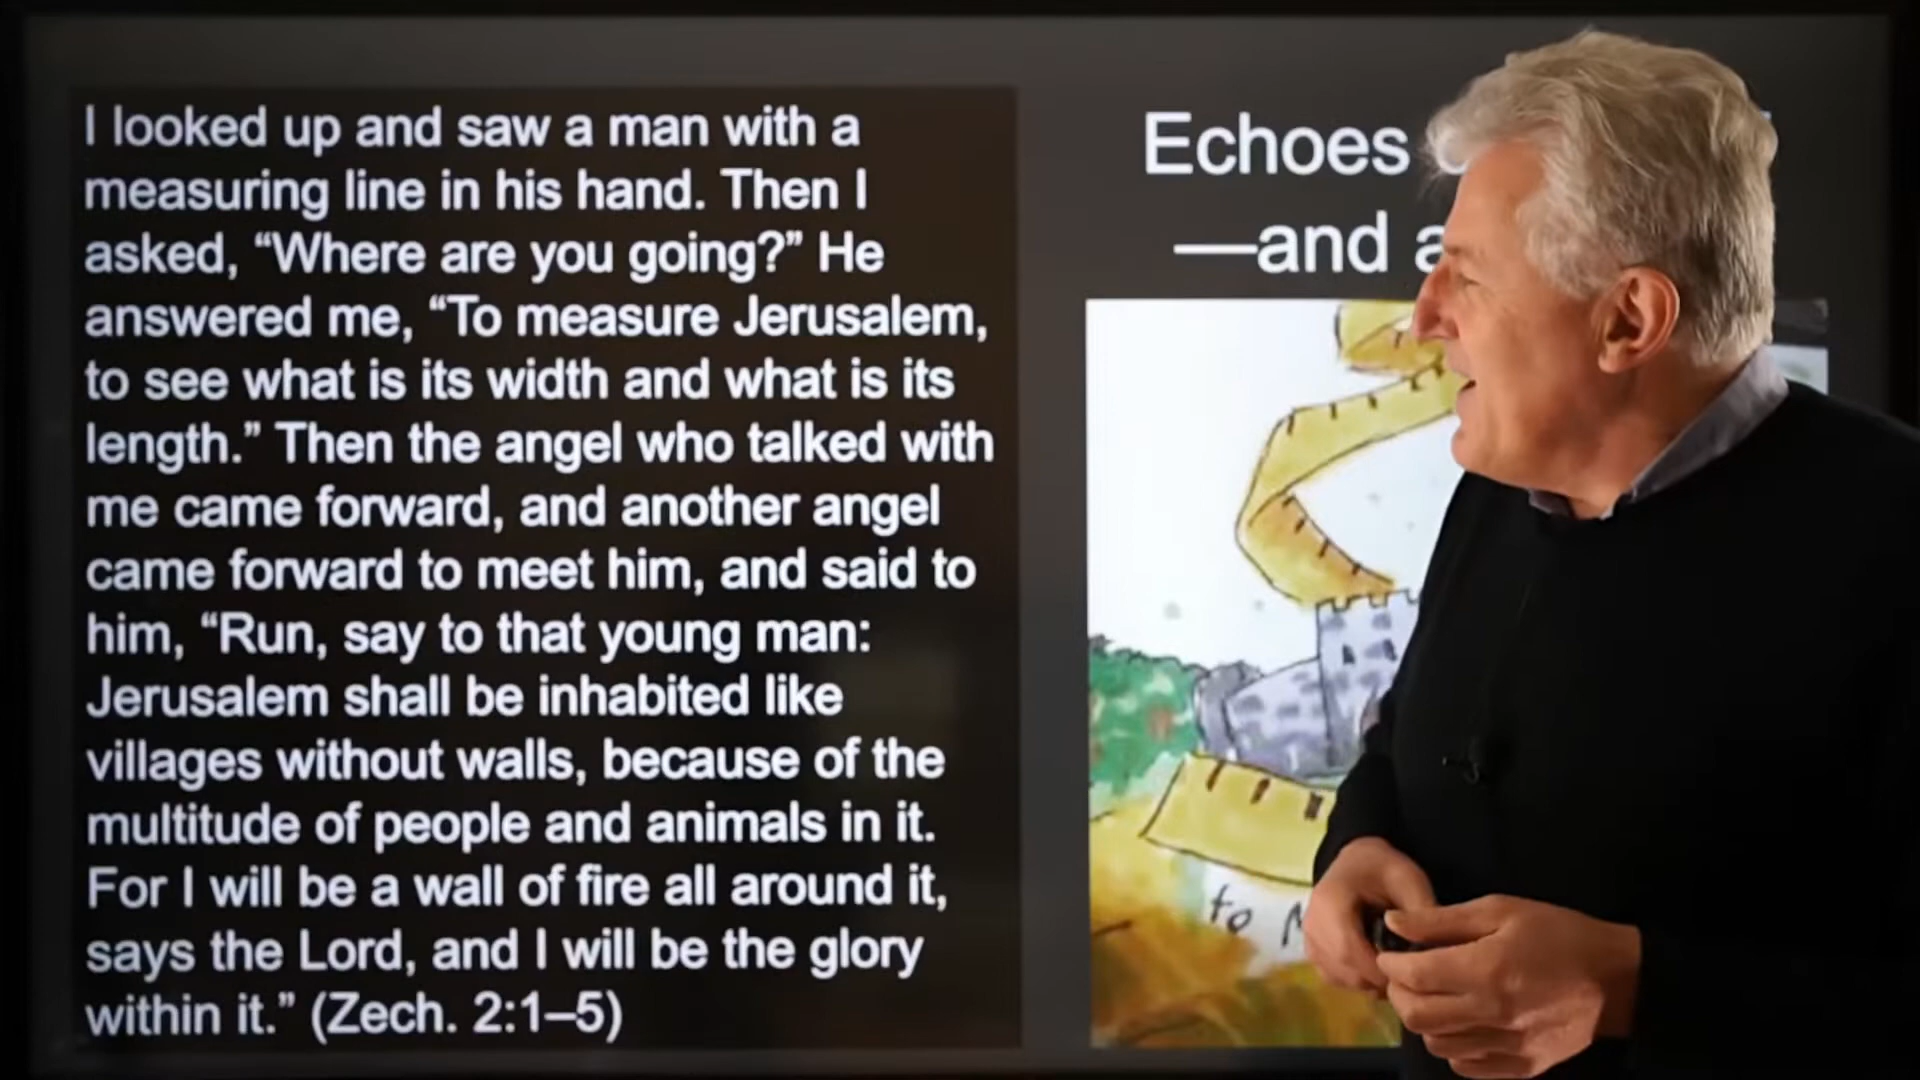 I looked up and saw a man with a
measuring line in his hand. Then I
asked, “Where are you going?” He
answered me, “To measure Jerusalem,
to see what is its width and what is its
length.” Then the angel who talked with
me came forward, and another angel
came forward to meet him, and said to
him, “Run, say to that young man:
Jerusalem shall be inhabited like
villages without walls, because of the
multitude of people and animals in it.
For I will be a wall of fire all around it,
says the Lord, and I will be the glory
within it.” (Zech. 2:1–5)
Echoes
—and
to